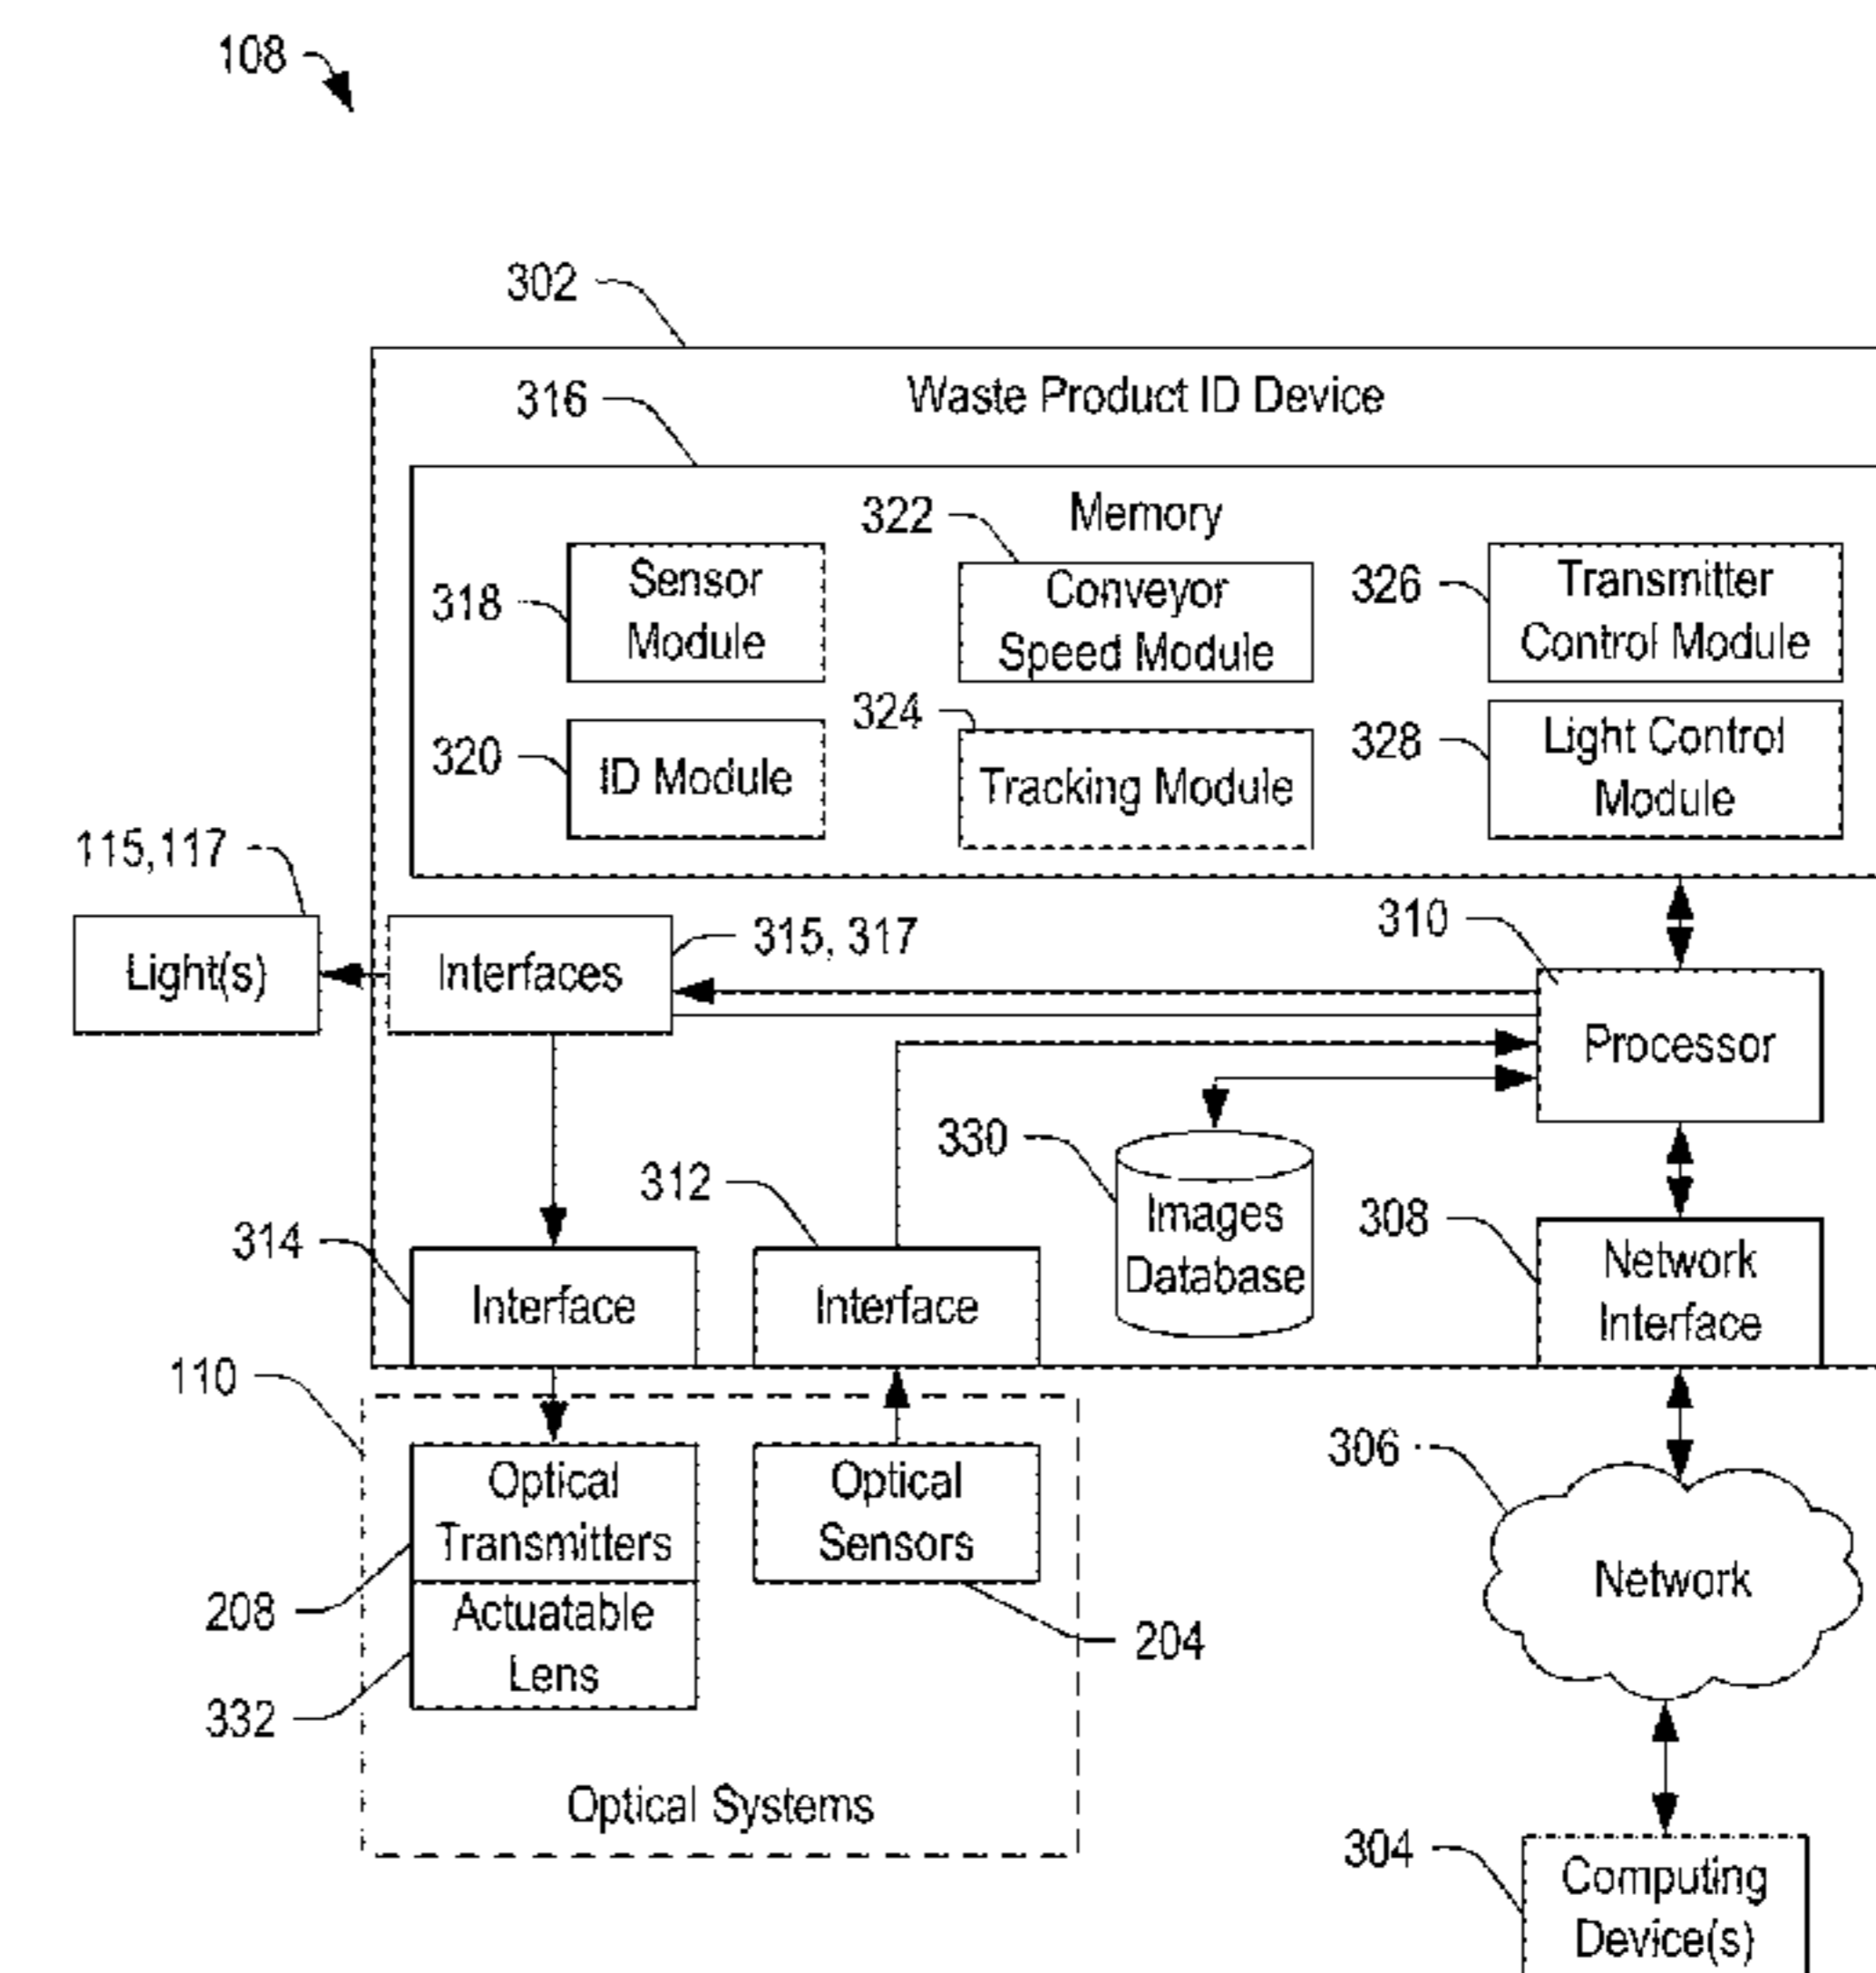 108
302
Waste Product ID Device
316
Memory
322
318
Sensor
Module
Conveyor
Speed Module
326
Transmitter
Control Module
324
320
ID Module
Tracking Module
328
Light Control
Module
115,117
Light(s)
Interfaces
315, 317
310
Processor
330
Images
Database
312
314
Interface
Interface
308
Network
Interface
110
Optical
Transmitters
Optical
Sensors
208
Actuatable
Lens
204
332
306
Network
Optical Systems
304
Computing
Device(s)